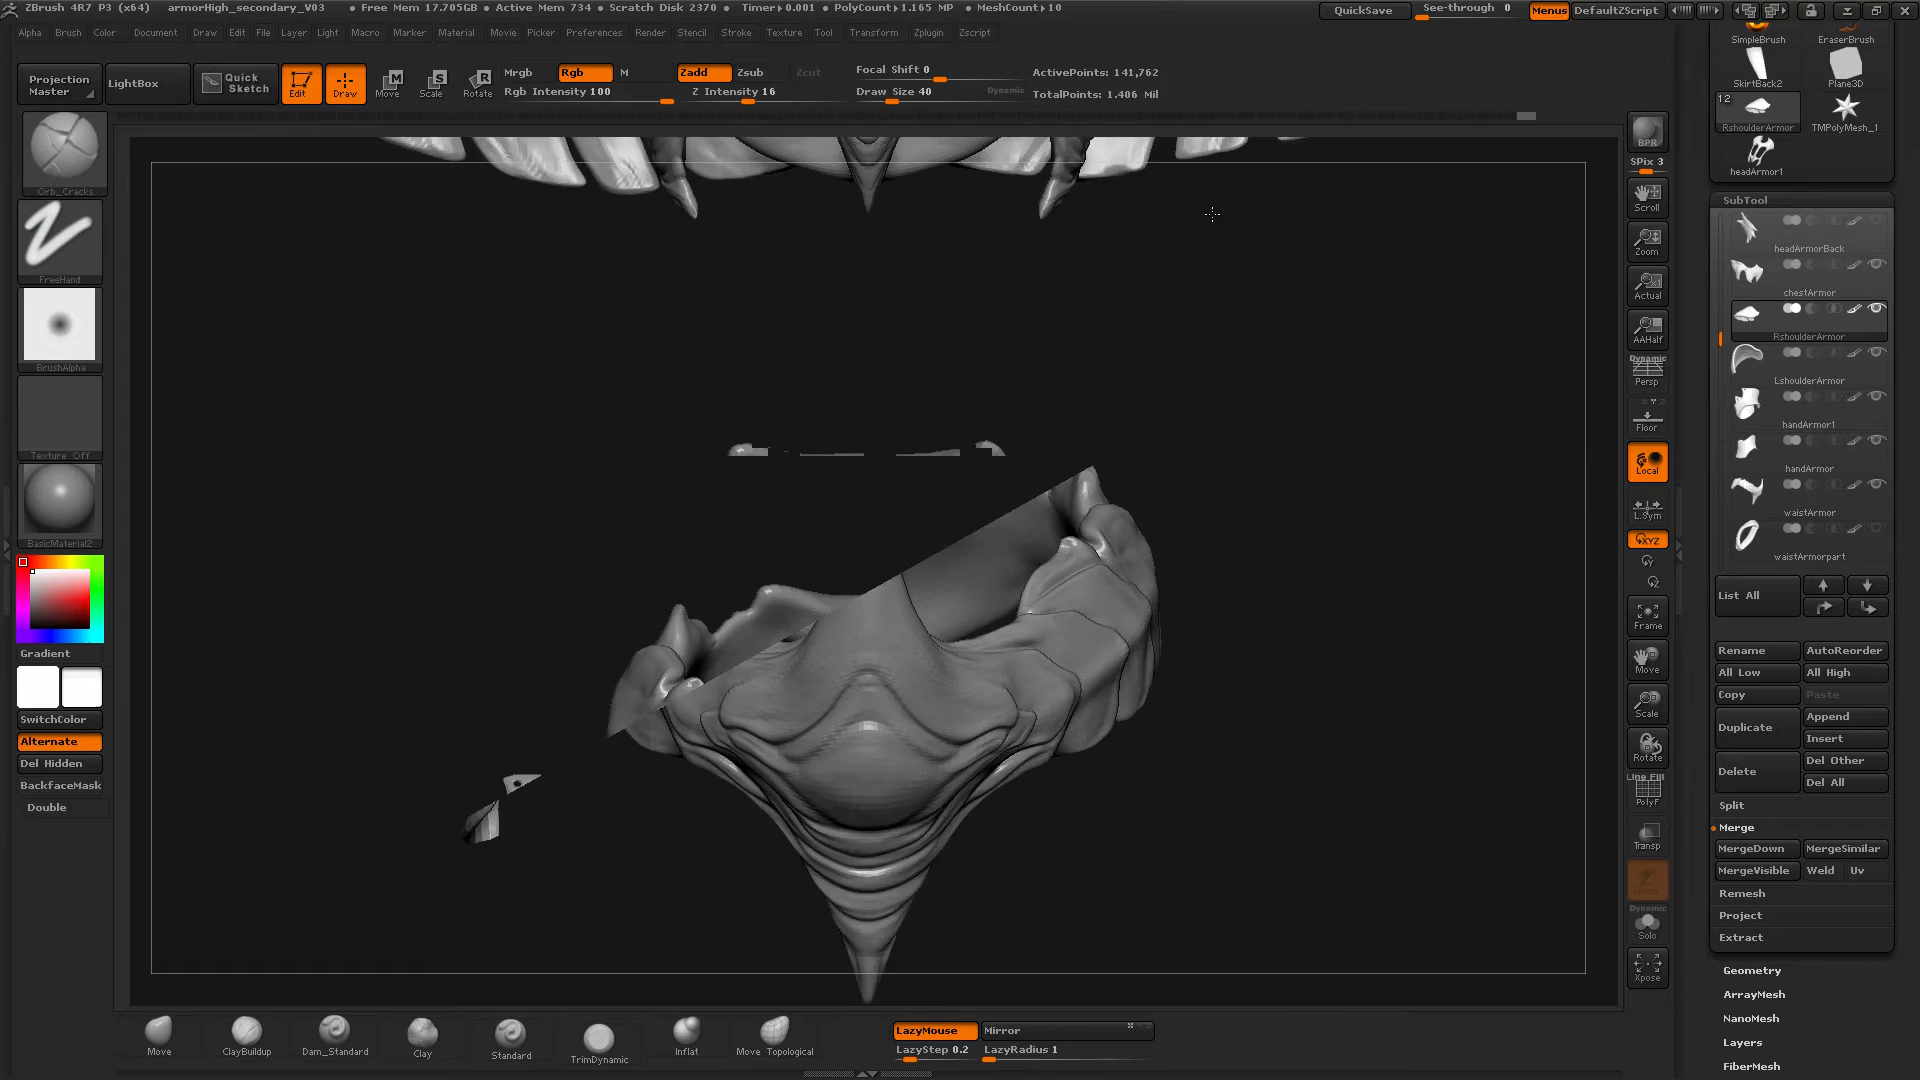 ZBrush 4R7 P3 (x64) armorHigh_secondary_V03 • Free Mem 17.705GB • Active Mem 734 • Scratch Disk 2370 • Timer▸0.001 • PolyCount▸1.165 MP • MeshCount▸10 QuickSave See-through 0 Menus DefaultZScript
Alpha Brush Color Document Draw Edit File Layer Light Macro Marker Material Movie Picker Preferences Render Stencil Stroke Texture Tool Transform Zplugin Zscript
Projection Master
LightBox
Quick Sketch
Edit
Draw
Move
Scale
Rotate
Mrgb Rgb M
Rgb Intensity 100
Zadd Zsub Zcut
Z Intensity 16
Focal Shift 0
Draw Size 40 Dynamic
ActivePoints: 141,762
TotalPoints: 1.406 Mil
Orb_Cracks
FreeHand
BrushAlpha
Texture Off
BasicMaterial2
Gradient
SwitchColor
Alternate
Del Hidden
BackfaceMask
Double
BPR
SPix 3
Scroll
Zoom
Actual
AAHalf
Dynamic
Persp
Floor
Local
L.Sym
XYZ
Y
Z
Frame
Move
Scale
Rotate
Line Fill
PolyF
Transp
Dynamic
Solo
Xpose
SimpleBrush EraserBrush
SkirtBack2 Plane3D
12
RshoulderArmor TMPolyMesh_1
headArmor1
SubTool
headArmorBack
chestArmor
RshoulderArmor
LshoulderArmor
handArmor1
handArmor
waistArmor
waistArmorpart
List All
Rename AutoReorder
All Low All High
Copy Paste
Duplicate Append
Insert
Delete Del Other
Del All
Split
Merge
MergeDown MergeSimilar
MergeVisible Weld Uv
Remesh
Project
Extract
Geometry
ArrayMesh
NanoMesh
Layers
FiberMesh
Move
ClayBuildup
Dam_Standard
Clay
Standard
TrimDynamic
Inflat
Move Topological
LazyMouse Mirror
LazyStep 0.2 LazyRadius 1